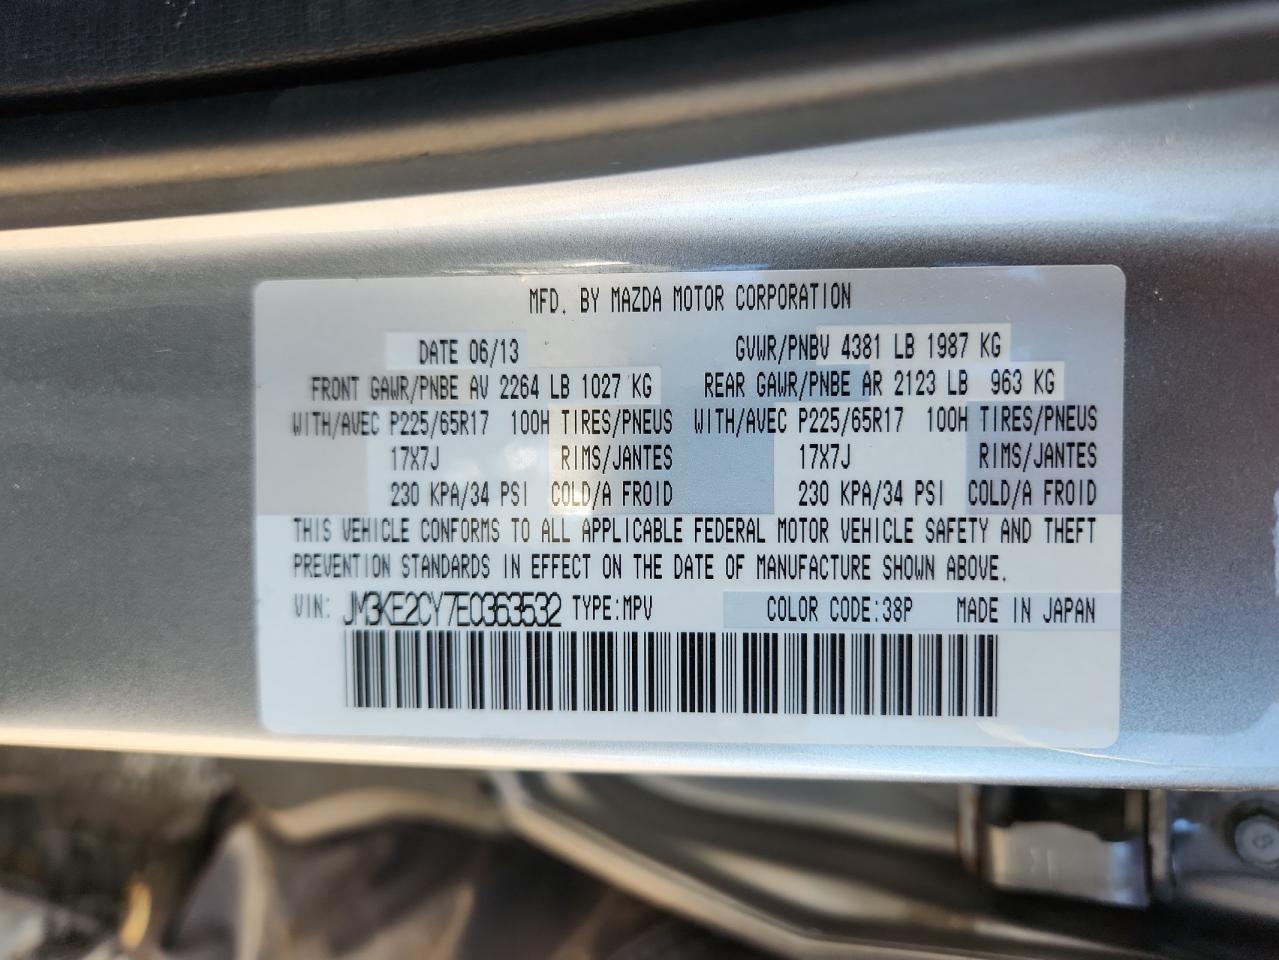 MFD. BY MAZDA MOTOR CORPORATION
DATE 06/13 GVWR/PNBV 4381 LB 1987 KG
FRONT GAWR/PNBE AV 2264 LB 1027 KG REAR GAWR/PNBE AR 2123 LB 963 KG
WITH/AVEC P225/65R17 100H TIRES/PNEUS WITH/AVEC P225/65R17 100H TIRES/PNEUS
17X7J RIMS/JANTES 17X7J RIMS/JANTES
230 KPA/34 PSI COLD/A FROID 230 KPA/34 PSI COLD/A FROID
THIS VEHICLE CONFORMS TO ALL APPLICABLE FEDERAL MOTOR VEHICLE SAFETY AND THEFT
PREVENTION STANDARDS IN EFFECT ON THE DATE OF MANUFACTURE SHOWN ABOVE.
VIN: JM3KE2CY7E0363532 TYPE:MPV COLOR CODE:38P MADE IN JAPAN